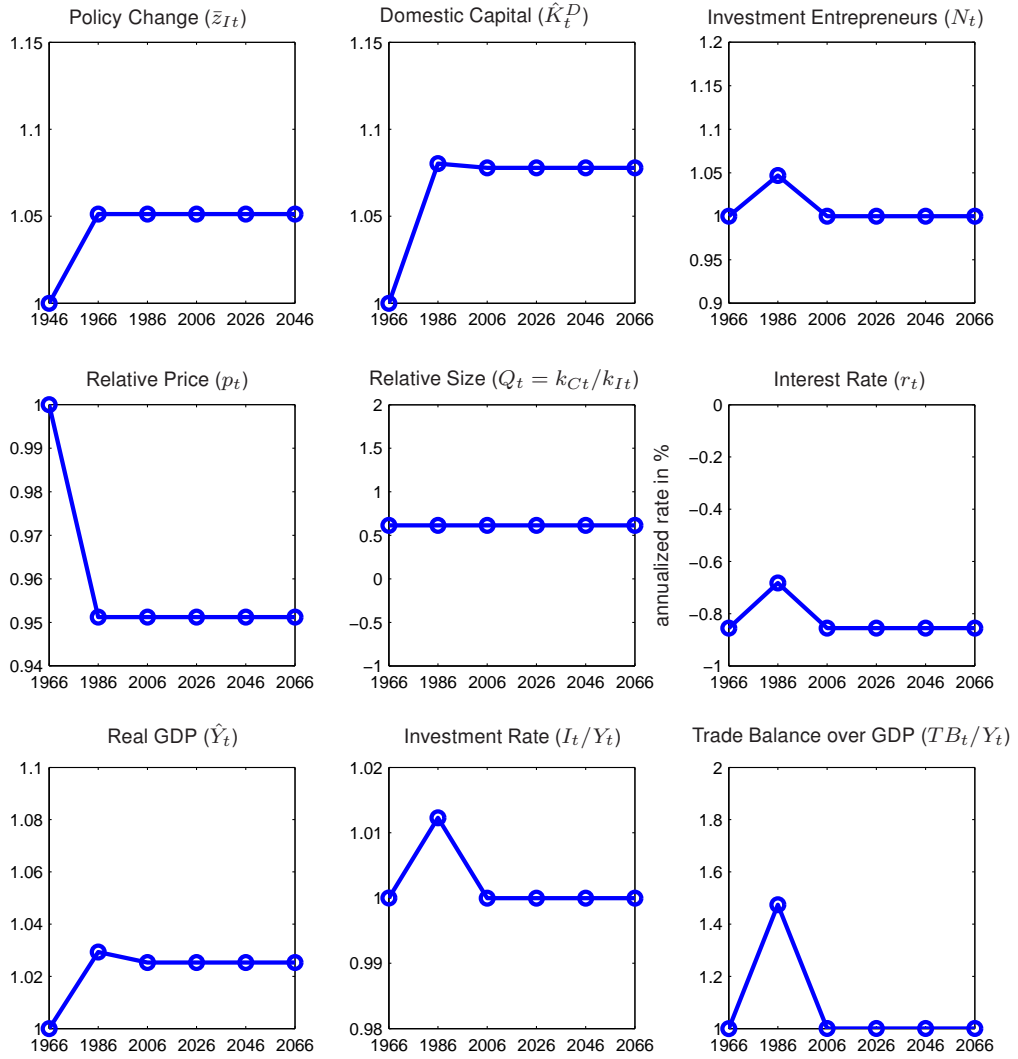 Policy Change (z̄_It)
1.15
1.1
1.05
1
1946 1966 1986 2006 2026 2046
Domestic Capital (K̂_t^D)
1.15
1.1
1.05
1
1966 1986 2006 2026 2046 2066
Investment Entrepreneurs (N_t)
1.2
1.15
1.1
1.05
1
0.95
0.9
1966 1986 2006 2026 2046 2066
Relative Price (p_t)
1
0.99
0.98
0.97
0.96
0.95
0.94
1966 1986 2006 2026 2046 2066
Relative Size (Q_t = k_Ct/k_It)
2
1.5
1
0.5
0
−0.5
−1
1966 1986 2006 2026 2046 2066
Interest Rate (r_t)
annualized rate in %
0
−0.2
−0.4
−0.6
−0.8
−1
1966 1986 2006 2026 2046 2066
Real GDP (Ŷ_t)
1.1
1.08
1.06
1.04
1.02
1
1966 1986 2006 2026 2046 2066
Investment Rate (I_t/Y_t)
1.02
1.01
1
0.99
0.98
1966 1986 2006 2026 2046 2066
Trade Balance over GDP (TB_t/Y_t)
2
1.8
1.6
1.4
1.2
1
1966 1986 2006 2026 2046 2066